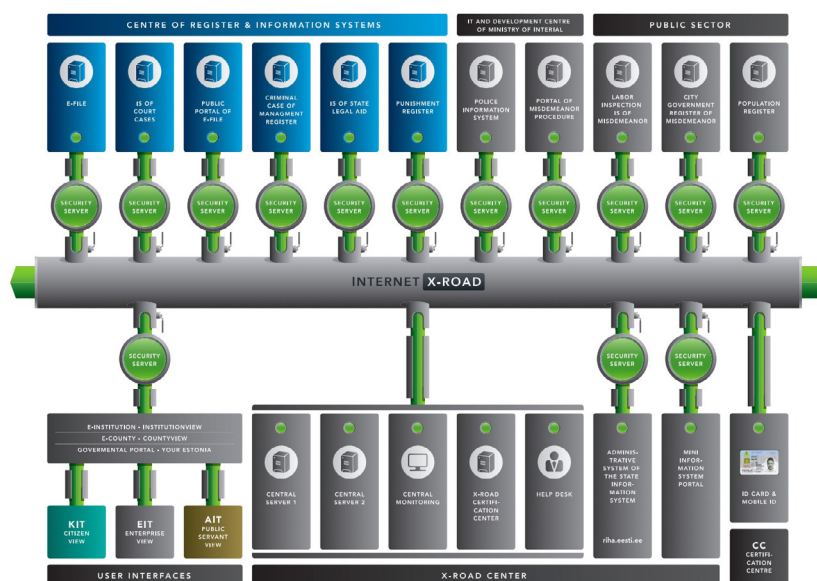 CENTRE OF REGISTER & INFORMATION SYSTEMS
IT AND DEVELOPMENT CENTRE
OF MINISTRY OF INTERIAL
PUBLIC SECTOR
E-FILE
IS OF
COURT
CASES
PUBLIC
PORTAL OF
E-FILE
CRIMINAL
CASE OF
MANAGMENT
REGISTER
IS OF STATE
LEGAL AID
PUNISHMENT
REGISTER
POLICE
INFORMATION
SYSTEM
PORTAL OF
MISDEMEANOR
PROCEDURE
LABOR
INSPECTION
IS OF
MISDEMEANOR
CITY
GOVERNMENT
REGISTER OF
MISDEMEANOR
POPULATION
REGISTER
SECURITY
SERVER
SECURITY
SERVER
SECURITY
SERVER
SECURITY
SERVER
SECURITY
SERVER
SECURITY
SERVER
SECURITY
SERVER
SECURITY
SERVER
SECURITY
SERVER
SECURITY
SERVER
SECURITY
SERVER
INTERNET X-ROAD
SECURITY
SERVER
SECURITY
SERVER
SECURITY
SERVER
E-INSTITUTION • INSTITUTIONVIEW
E-COUNTY • COUNTYVIEW
GOVERMENTAL PORTAL • YOUR ESTONIA
KIT
CITIZEN
VIEW
EIT
ENTERPRISE
VIEW
AIT
PUBLIC
SERVANT
VIEW
USER INTERFACES
CENTRAL
SERVER 1
CENTRAL
SERVER 2
CENTRAL
MONITORING
X-ROAD
CERTIFI-
CATION
CENTER
HELP DESK
ADMINIS-
TRATIVE
SYSTEM OF
THE STATE
INFOR-
MATION
SYSTEM
riha.eesti.ee
MINI
INFOR-
MATION
SYSTEM
PORTAL
X-ROAD CENTER
ID CARD &
MOBILE ID
CC
CERTIFI-
CATION
CENTRE